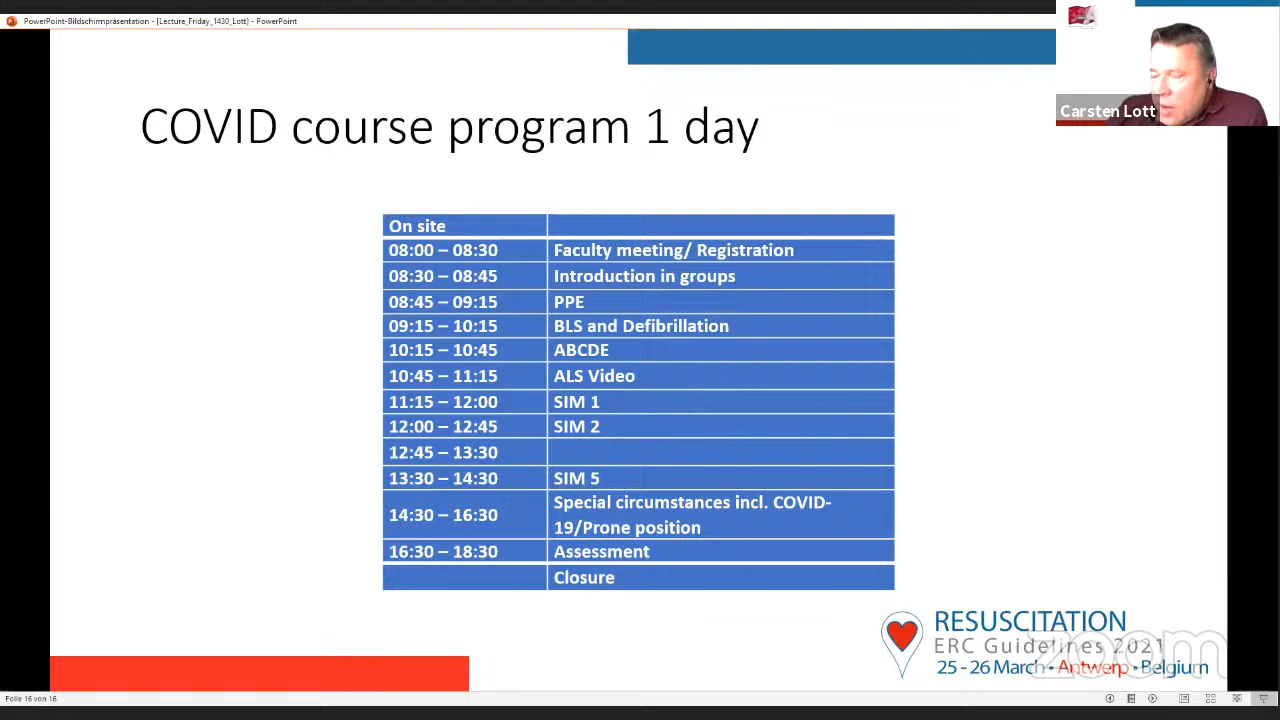 PowerPoint-Bildschirmpräsentation - [Lecture_Friday_1430_Lott] - PowerPoint
Carsten Lott
COVID course program 1 day
On site
08:00 – 08:30 Faculty meeting/ Registration
08:30 – 08:45 Introduction in groups
08:45 – 09:15 PPE
09:15 – 10:15 BLS and Defibrillation
10:15 – 10:45 ABCDE
10:45 – 11:15 ALS Video
11:15 – 12:00 SIM 1
12:00 – 12:45 SIM 2
12:45 – 13:30
13:30 – 14:30 SIM 5
14:30 – 16:30 Special circumstances incl. COVID-
19/Prone position
16:30 – 18:30 Assessment
Closure
RESUSCITATION
ERC Guidelines 2021
25 - 26 March • Antwerp • Belgium
zoom
Folie 16 von 16